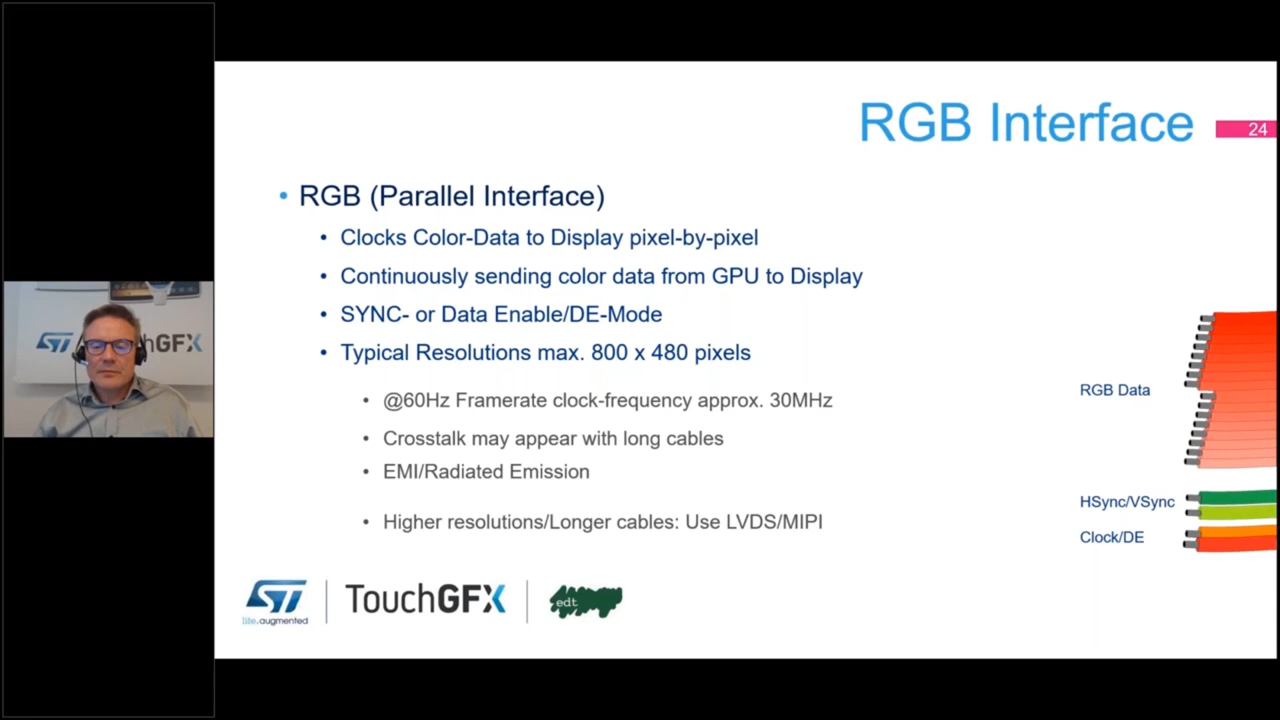 RGB Interface
24
• RGB (Parallel Interface)
• Clocks Color-Data to Display pixel-by-pixel
• Continuously sending color data from GPU to Display
• SYNC- or Data Enable/DE-Mode
• Typical Resolutions max. 800 x 480 pixels
• @60Hz Framerate clock-frequency approx. 30MHz
• Crosstalk may appear with long cables
• EMI/Radiated Emission
• Higher resolutions/Longer cables: Use LVDS/MIPI
RGB Data
HSync/VSync
Clock/DE
ST
life.augmented
TouchGFX
edt